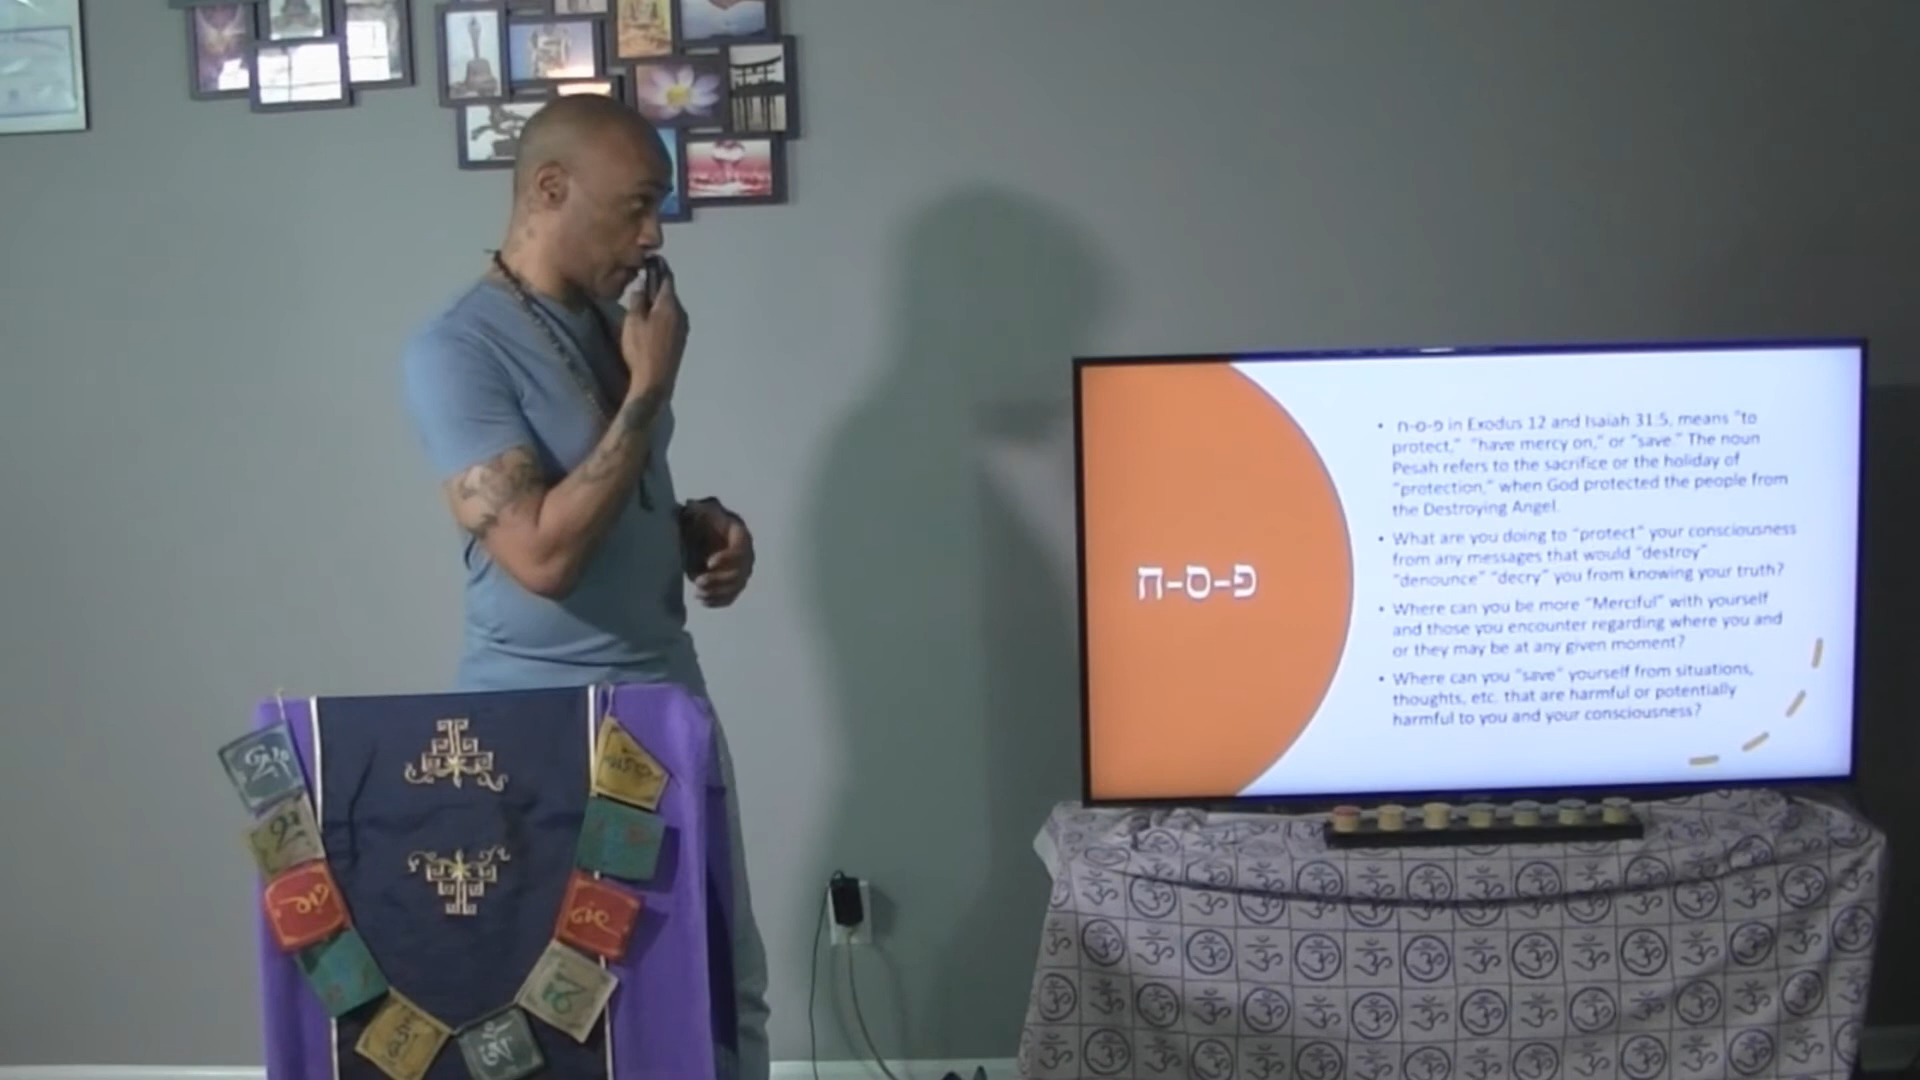 פ-ס-ח
• פ-ס-ח in Exodus 12 and Isaiah 31:5, means "to
protect," "have mercy on," or "save." The noun
Pesah refers to the sacrifice or the holiday of
"protection," when God protected the people from
the Destroying Angel.
• What are you doing to "protect" your consciousness
from any messages that would "destroy"
"denounce" "decry" you from knowing your truth?
• Where can you be more "Merciful" with yourself
and those you encounter regarding where you and
or they may be at any given moment?
• Where can you "save" yourself from situations,
thoughts, etc. that are harmful or potentially
harmful to you and your consciousness?